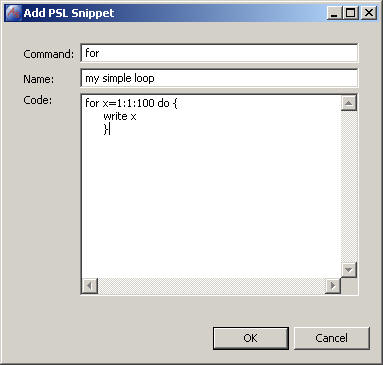 Add PSL Snippet
Command: for
Name: my simple loop
Code: for x=1:1:100 do {
write x
}
OK Cancel